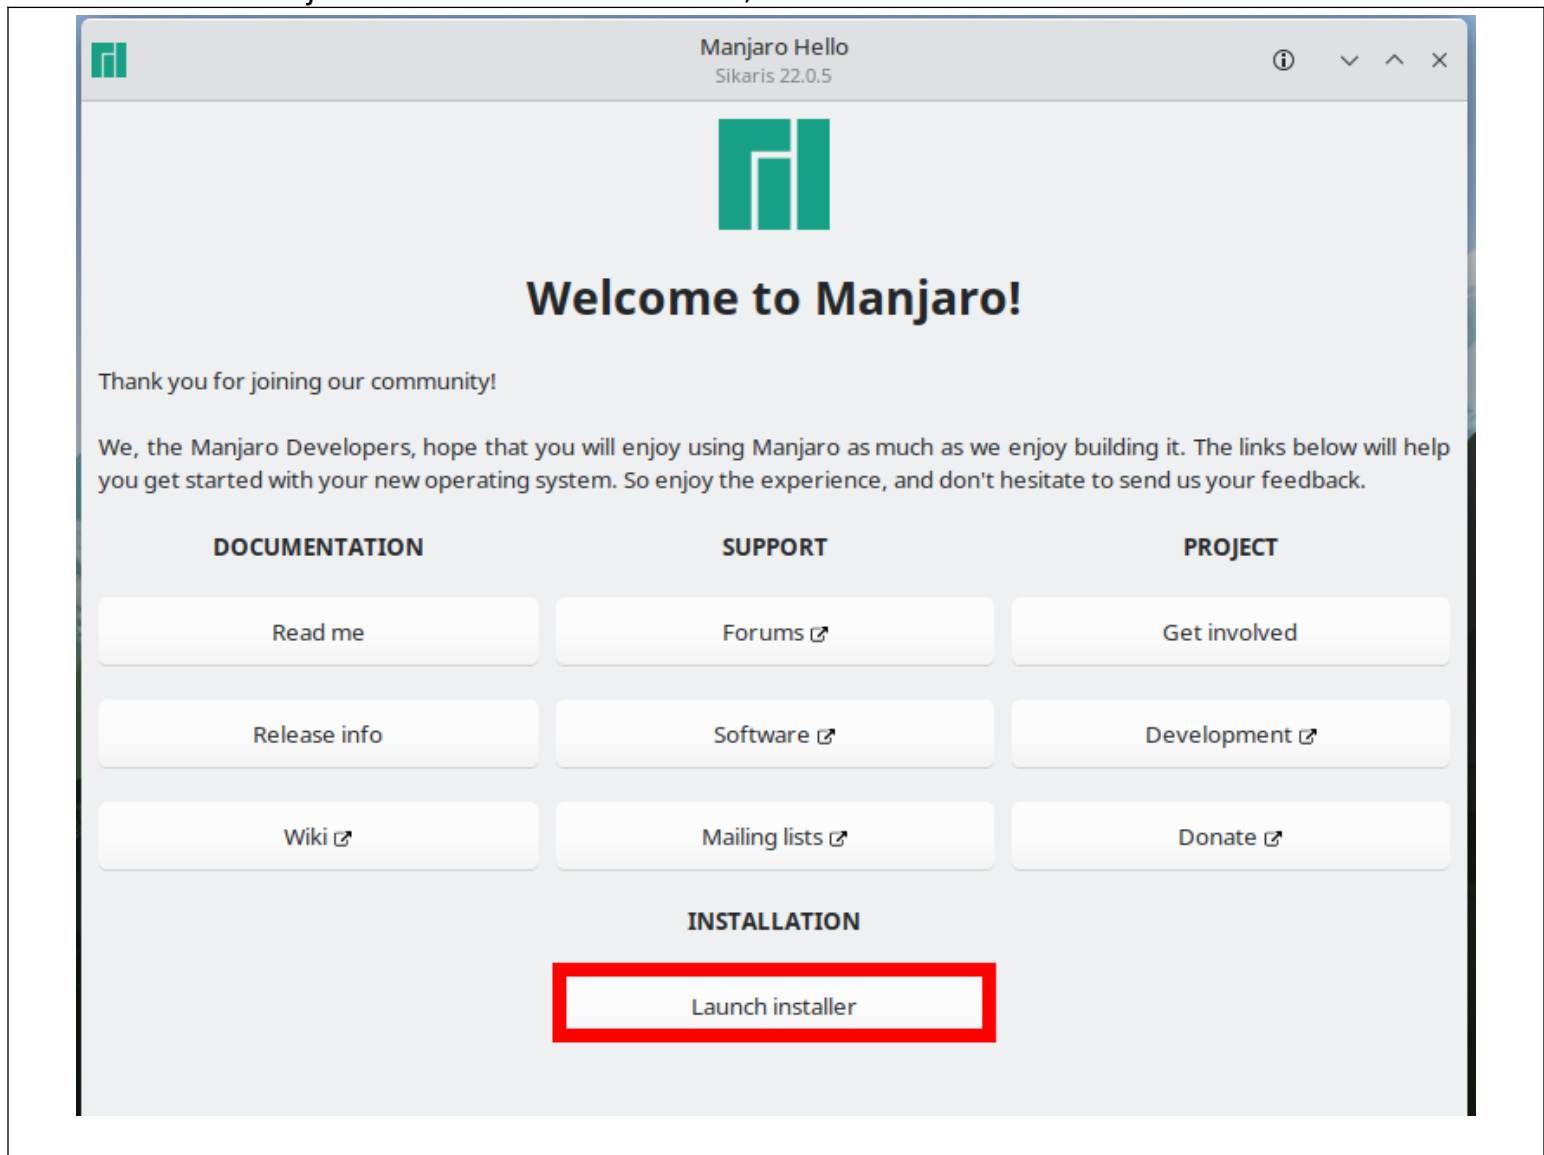 Manjaro Hello
Sikaris 22.0.5
Welcome to Manjaro!
Thank you for joining our community!
We, the Manjaro Developers, hope that you will enjoy using Manjaro as much as we enjoy building it. The links below will help
you get started with your new operating system. So enjoy the experience, and don't hesitate to send us your feedback.
DOCUMENTATION SUPPORT PROJECT
Read me Forums Get involved
Release info Software Development
Wiki Mailing lists Donate
INSTALLATION
Launch installer